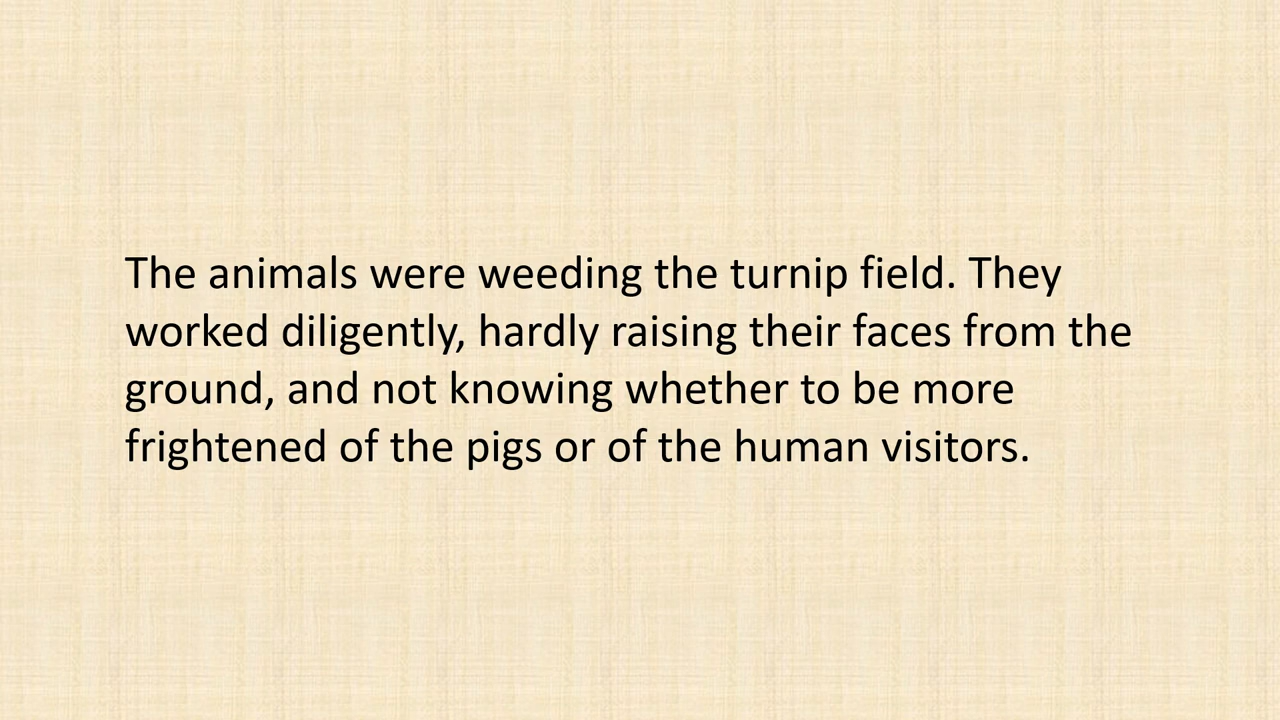 The animals were weeding the turnip field. They
worked diligently, hardly raising their faces from the
ground, and not knowing whether to be more
frightened of the pigs or of the human visitors.